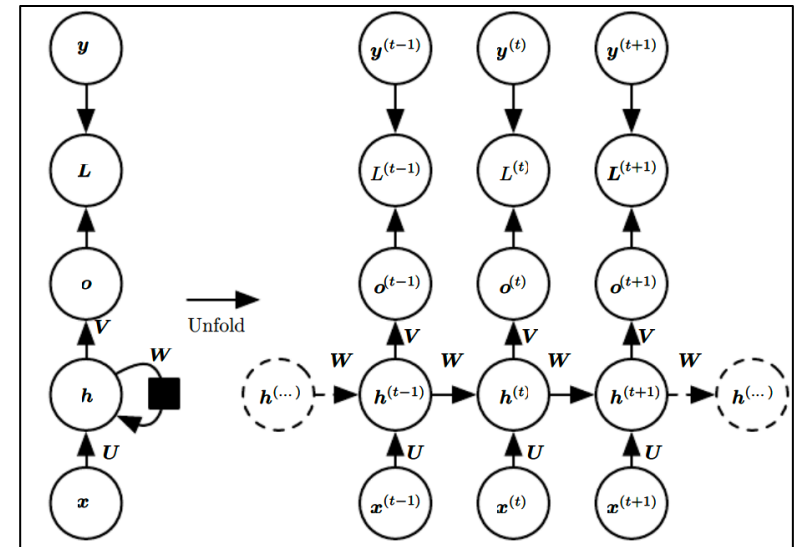 y y(t−1) y(t) y(t+1)
L L(t−1) L(t) L(t+1)
o o(t−1) o(t) o(t+1)
Unfold
V V V V
W W W W W
h h(...) h(t−1) h(t) h(t+1) h(...)
U U U U
x x(t−1) x(t) x(t+1)